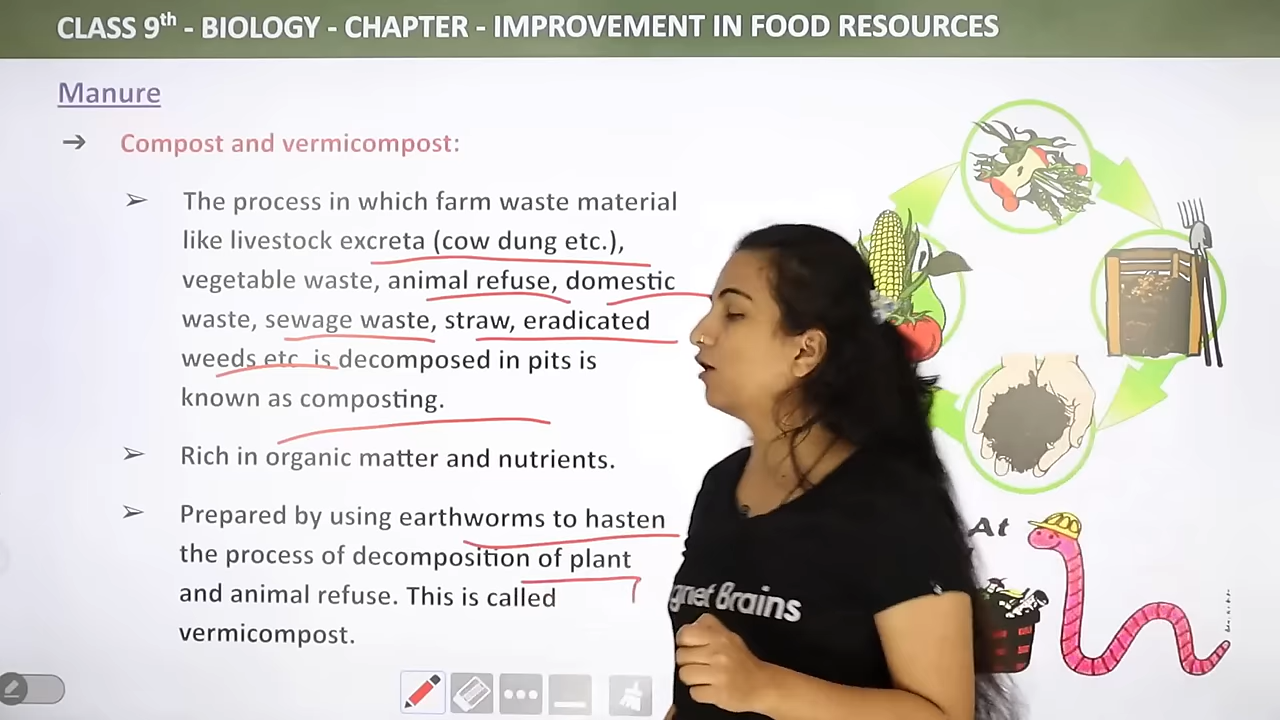 CLASS 9th - BIOLOGY - CHAPTER - IMPROVEMENT IN FOOD RESOURCES
Manure
➔ Compost and vermicompost:
➢ The process in which farm waste material
like livestock excreta (cow dung etc.),
vegetable waste, animal refuse, domestic
waste, sewage waste, straw, eradicated
weeds etc. is decomposed in pits is
known as composting.
➢ Rich in organic matter and nutrients.
➢ Prepared by using earthworms to hasten
the process of decomposition of plant
and animal refuse. This is called
vermicompost.
At
gnet Brains